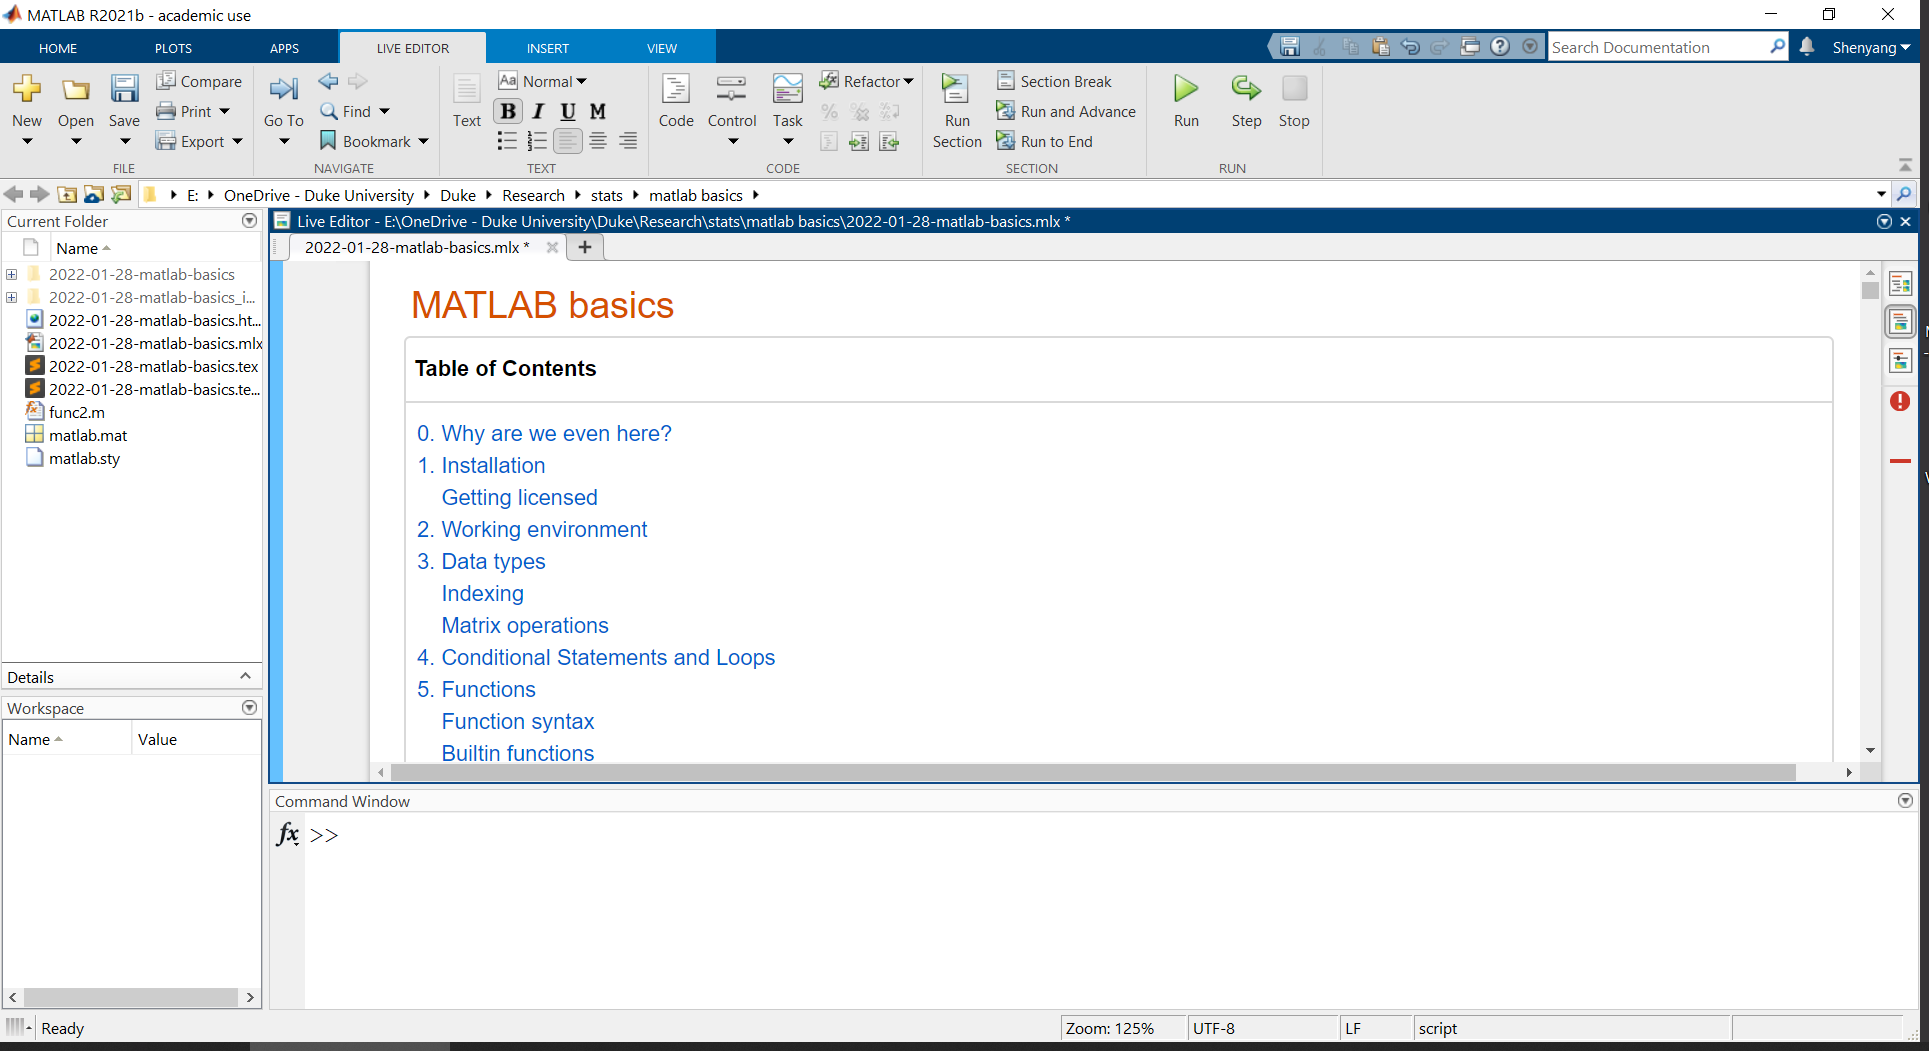 MATLAB R2021b - academic use
HOME PLOTS APPS LIVE EDITOR INSERT VIEW Search Documentation Shenyang
New Open Save Compare Print Export
FILE
Go To Find Bookmark
NAVIGATE
Text Aa Normal
B I U M
TEXT
Code Control Task Refactor
CODE
Run Section Section Break
Run and Advance
Run to End
SECTION
Run Step Stop
RUN
E: OneDrive - Duke University Duke Research stats matlab basics
Current Folder
Name
2022-01-28-matlab-basics
2022-01-28-matlab-basics_i...
2022-01-28-matlab-basics.ht...
2022-01-28-matlab-basics.mlx
2022-01-28-matlab-basics.tex
2022-01-28-matlab-basics.te...
func2.m
matlab.mat
matlab.sty
Details
Workspace
Name Value
Live Editor - E:\OneDrive - Duke University\Duke\Research\stats\matlab basics\2022-01-28-matlab-basics.mlx *
2022-01-28-matlab-basics.mlx *
MATLAB basics
Table of Contents
0. Why are we even here?
1. Installation
Getting licensed
2. Working environment
3. Data types
Indexing
Matrix operations
4. Conditional Statements and Loops
5. Functions
Function syntax
Builtin functions
Command Window
fx >>
Ready
Zoom: 125% UTF-8 LF script